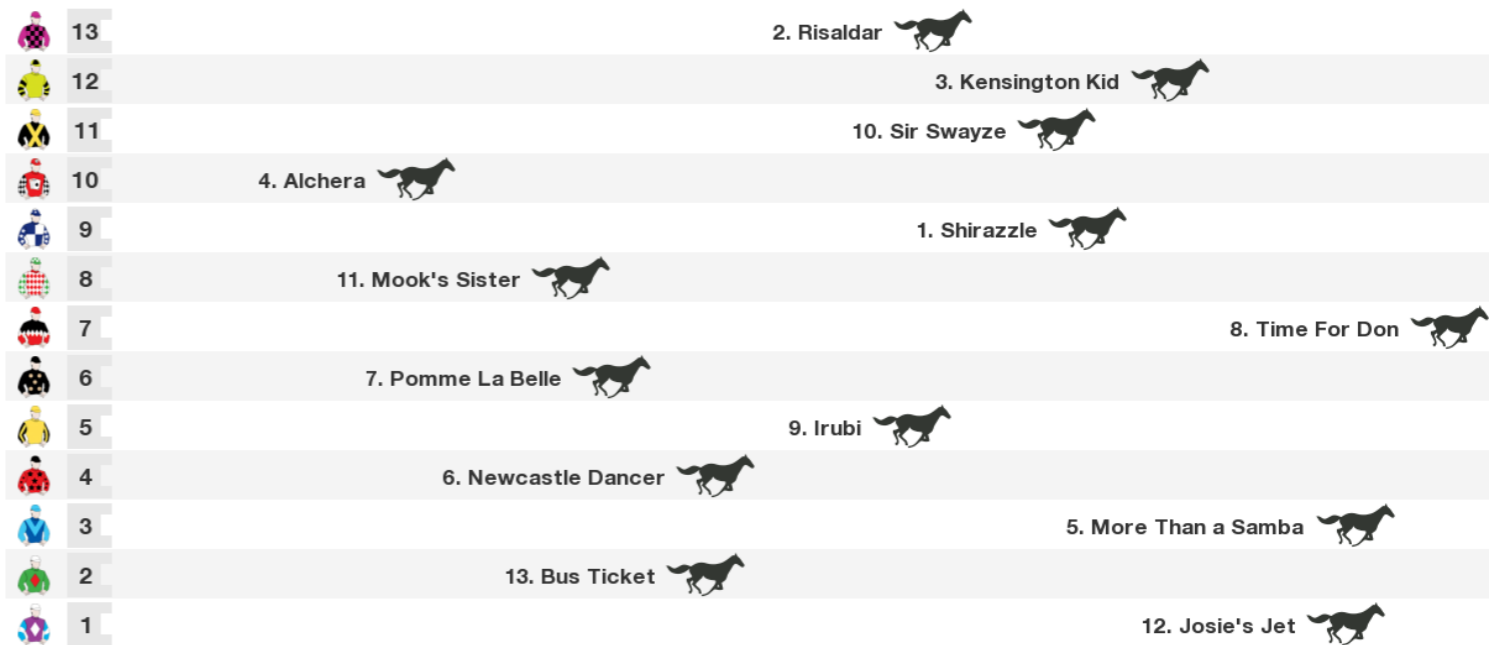 13 2. Risaldar
12 3. Kensington Kid
11 10. Sir Swayze
10 4. Alchera
9 1. Shirazzle
8 11. Mook's Sister
7 8. Time For Don
6 7. Pomme La Belle
5 9. Irubi
4 6. Newcastle Dancer
3 5. More Than a Samba
2 13. Bus Ticket
1 12. Josie's Jet